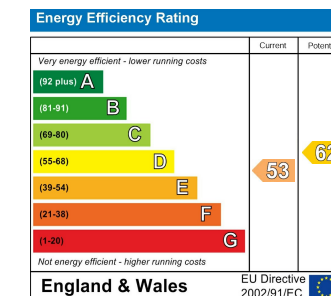 Energy Efficiency Rating
Current Potent
Very energy efficient - lower running costs
(92 plus) A
(81-91) B
(69-80) C
(55-68) D
(39-54) E
(21-38) F
(1-20) G
53
62
Not energy efficient - higher running costs
England & Wales
EU Directive
2002/91/EC